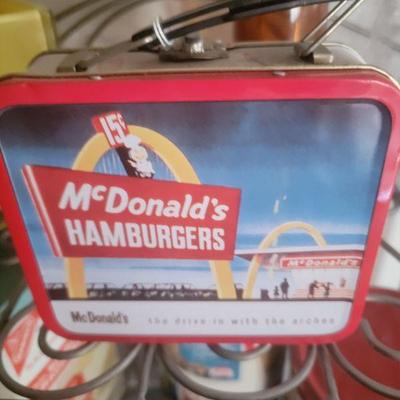 15¢
McDonald's
HAMBURGERS
McDonald's
McDonald's the drive-in with the arches